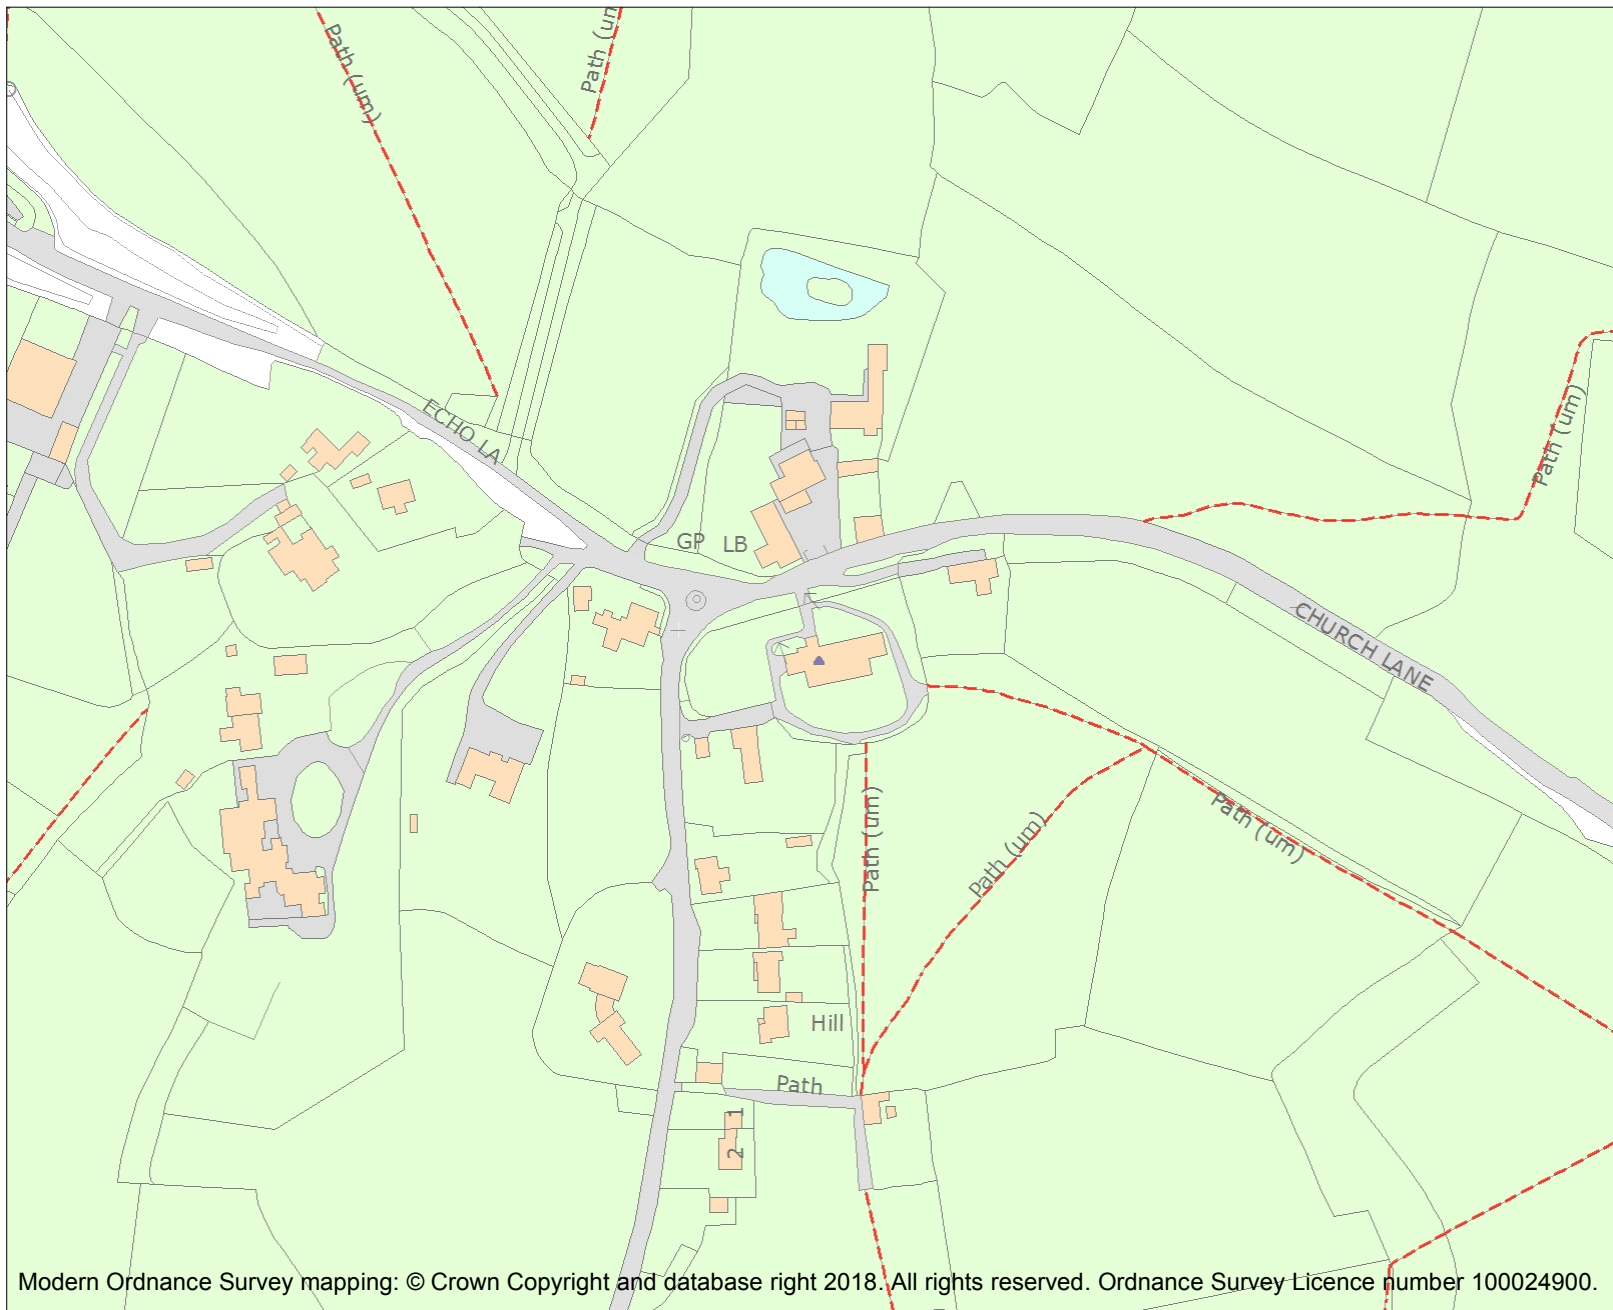 Path (um)
Path (un
ECHO LA
Path (um)
GP LB
CHURCH LANE
Path (um)
Path (um)
Path (um)
Hill
Path
1
2
Modern Ordnance Survey mapping: © Crown Copyright and database right 2018. All rights reserved. Ordnance Survey Licence number 100024900.